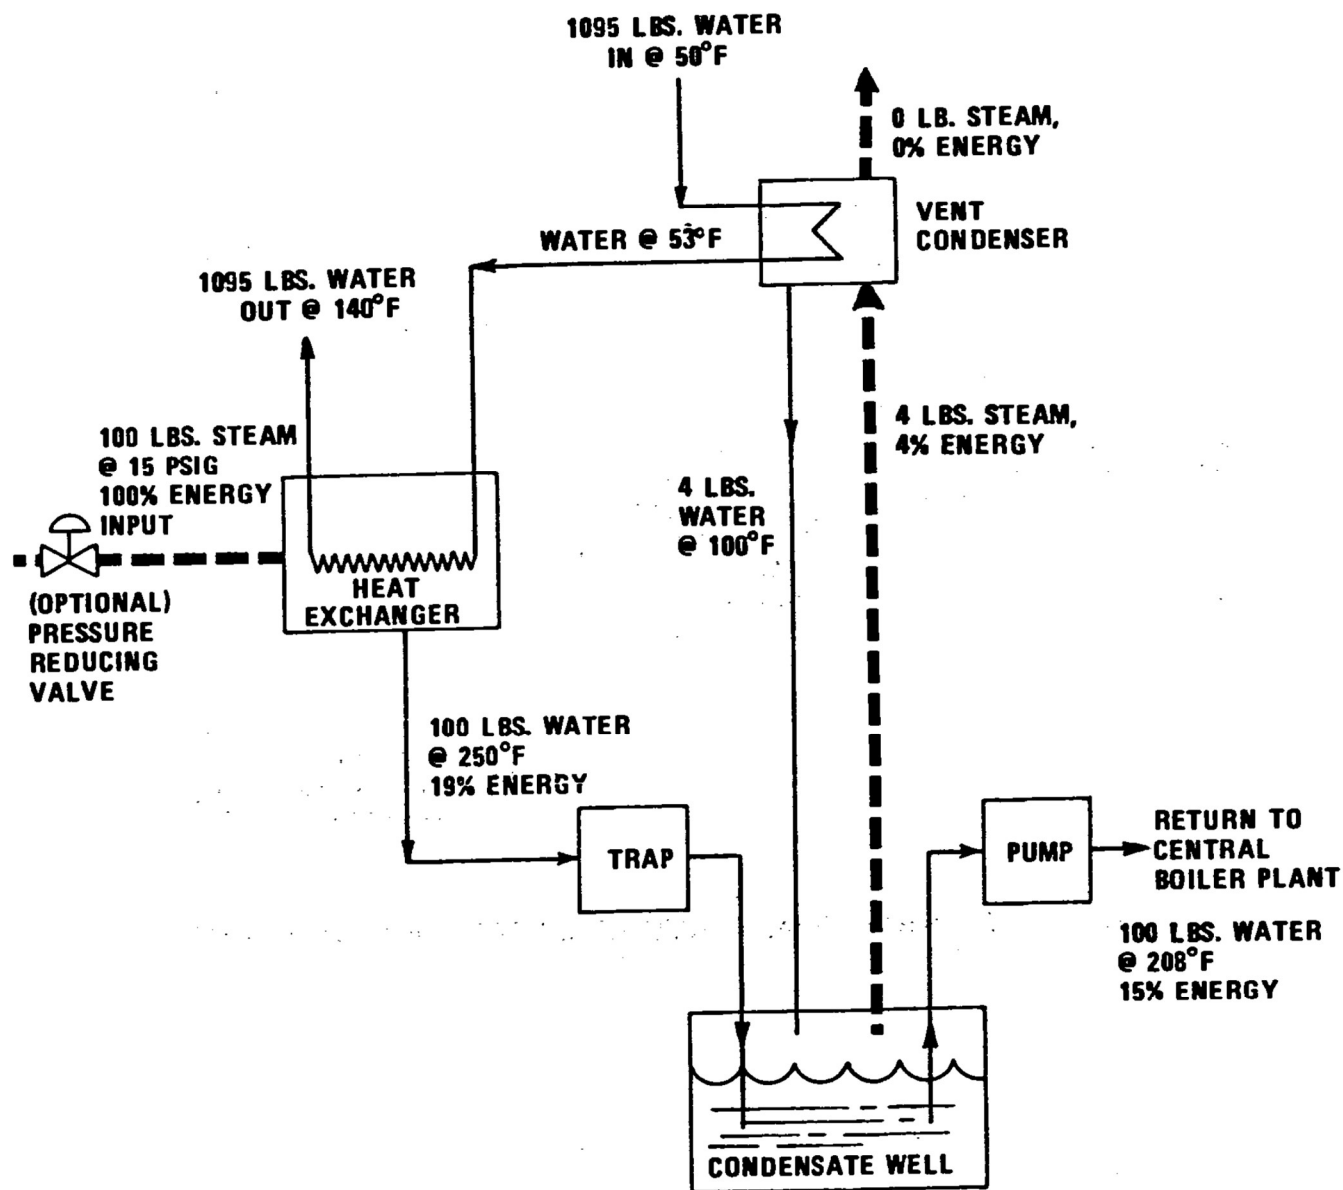 1095 LBS. WATER
IN @ 50°F
0 LB. STEAM,
0% ENERGY
VENT
CONDENSER
WATER @ 53°F
1095 LBS. WATER
OUT @ 140°F
4 LBS. STEAM,
4% ENERGY
100 LBS. STEAM
@ 15 PSIG
100% ENERGY
INPUT
4 LBS.
WATER
@ 100°F
HEAT
EXCHANGER
(OPTIONAL)
PRESSURE
REDUCING
VALVE
100 LBS. WATER
@ 250°F
19% ENERGY
TRAP
PUMP
RETURN TO
CENTRAL
BOILER PLANT
100 LBS. WATER
@ 208°F
15% ENERGY
CONDENSATE WELL